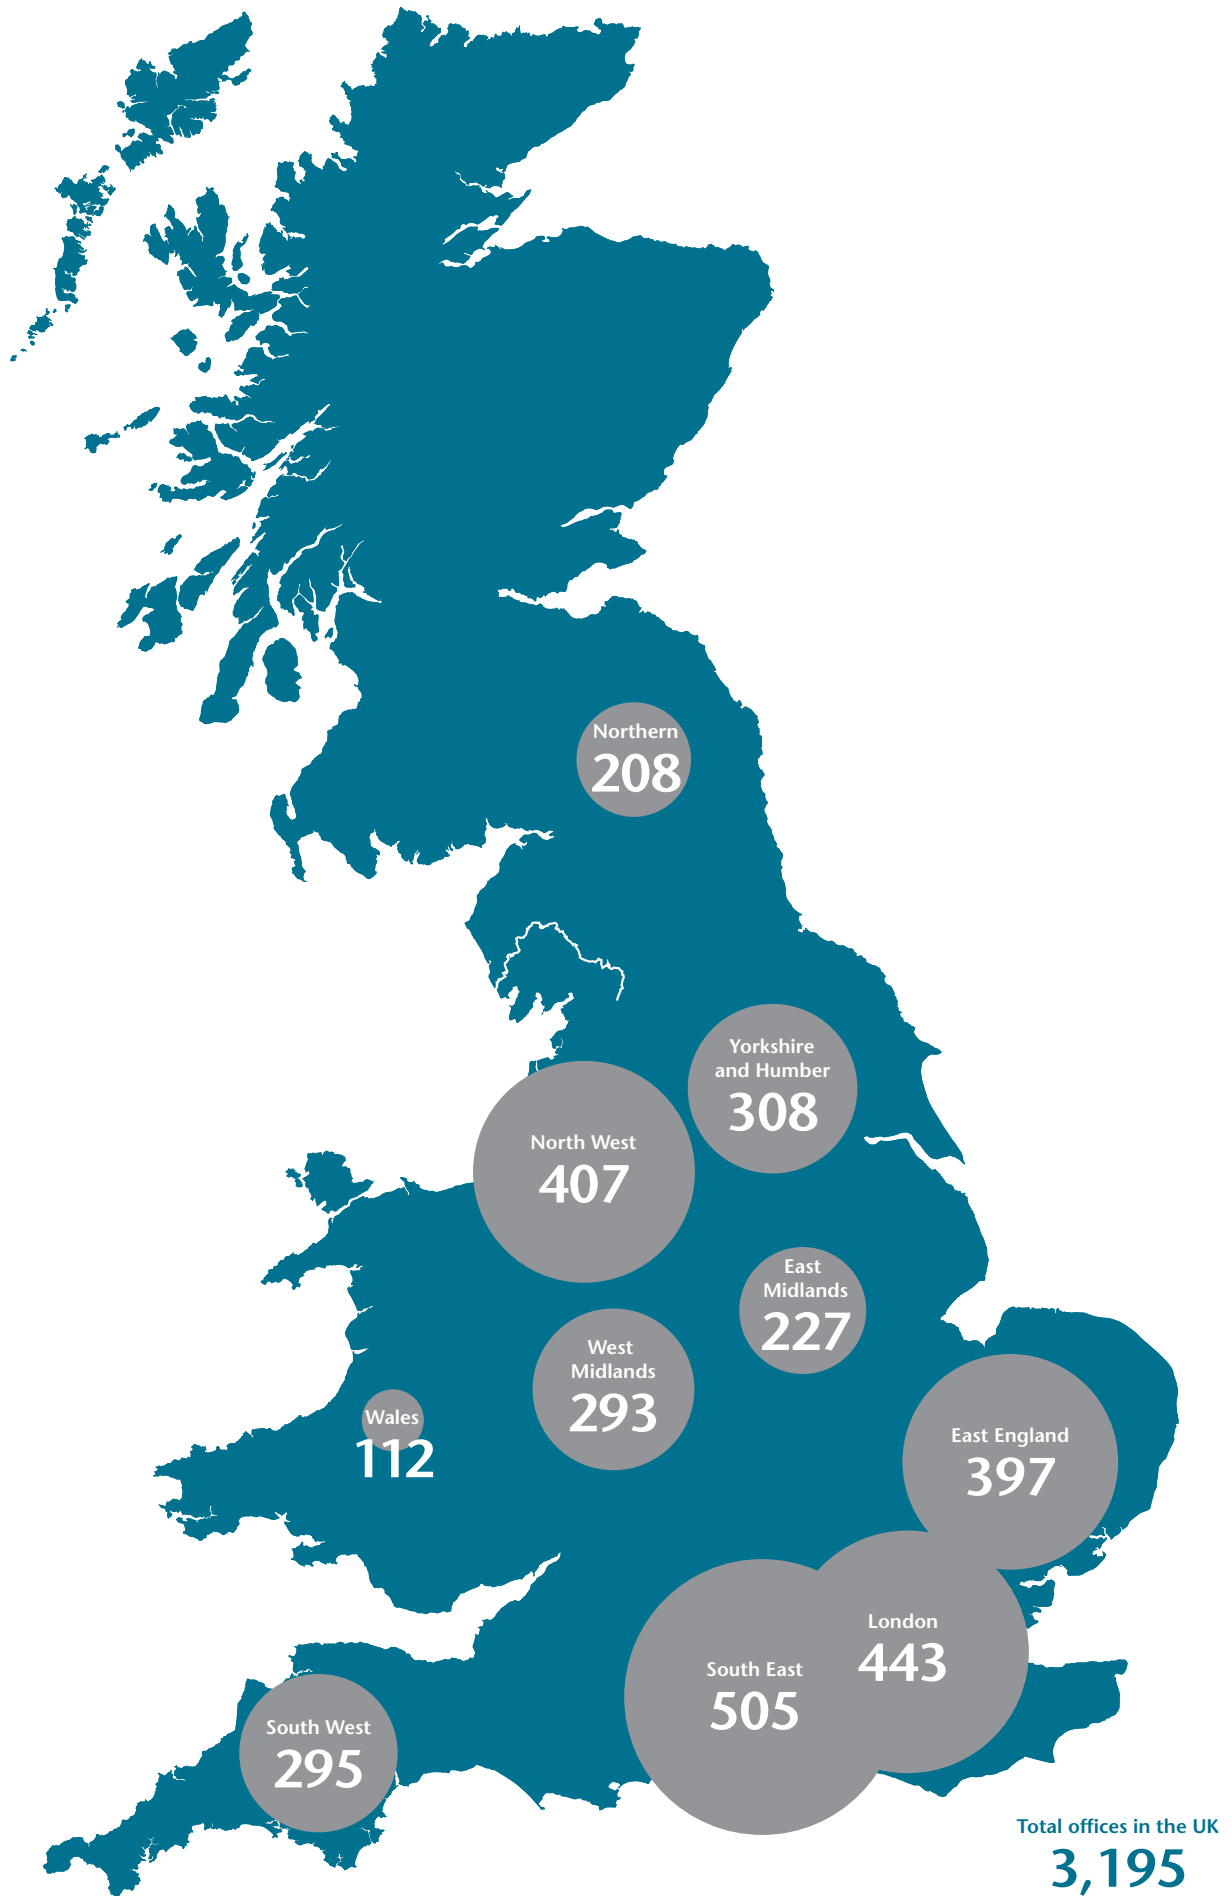 Northern
208
Yorkshire
and Humber
308
North West
407
East
Midlands
227
West
Midlands
293
Wales
112
East England
397
London
443
South East
505
South West
295
Total offices in the UK
3,195